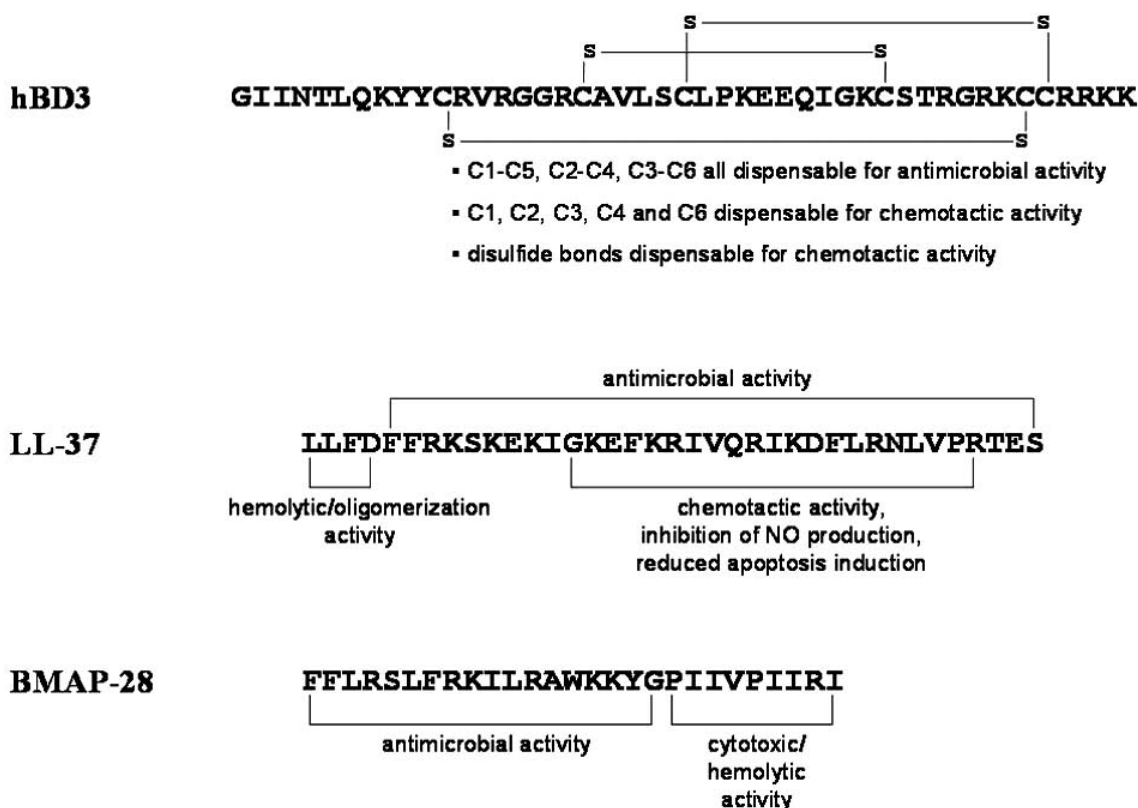 S S
S S
hBD3 GIINTLQKYYCRVRGGRCAVLSCLPKEEQIGKCSTRGRKCCRRKK
S S
▪ C1-C5, C2-C4, C3-C6 all dispensable for antimicrobial activity
▪ C1, C2, C3, C4 and C6 dispensable for chemotactic activity
▪ disulfide bonds dispensable for chemotactic activity
antimicrobial activity
LL-37 LLFDFFRKSKEKIGKEFKRIVQRIKDFLRNLVPRTES
hemolytic/oligomerization
activity
chemotactic activity,
inhibition of NO production,
reduced apoptosis induction
BMAP-28 FFLRSLFRKILRAWKKYGPIIVPIIRI
antimicrobial activity
cytotoxic/
hemolytic
activity